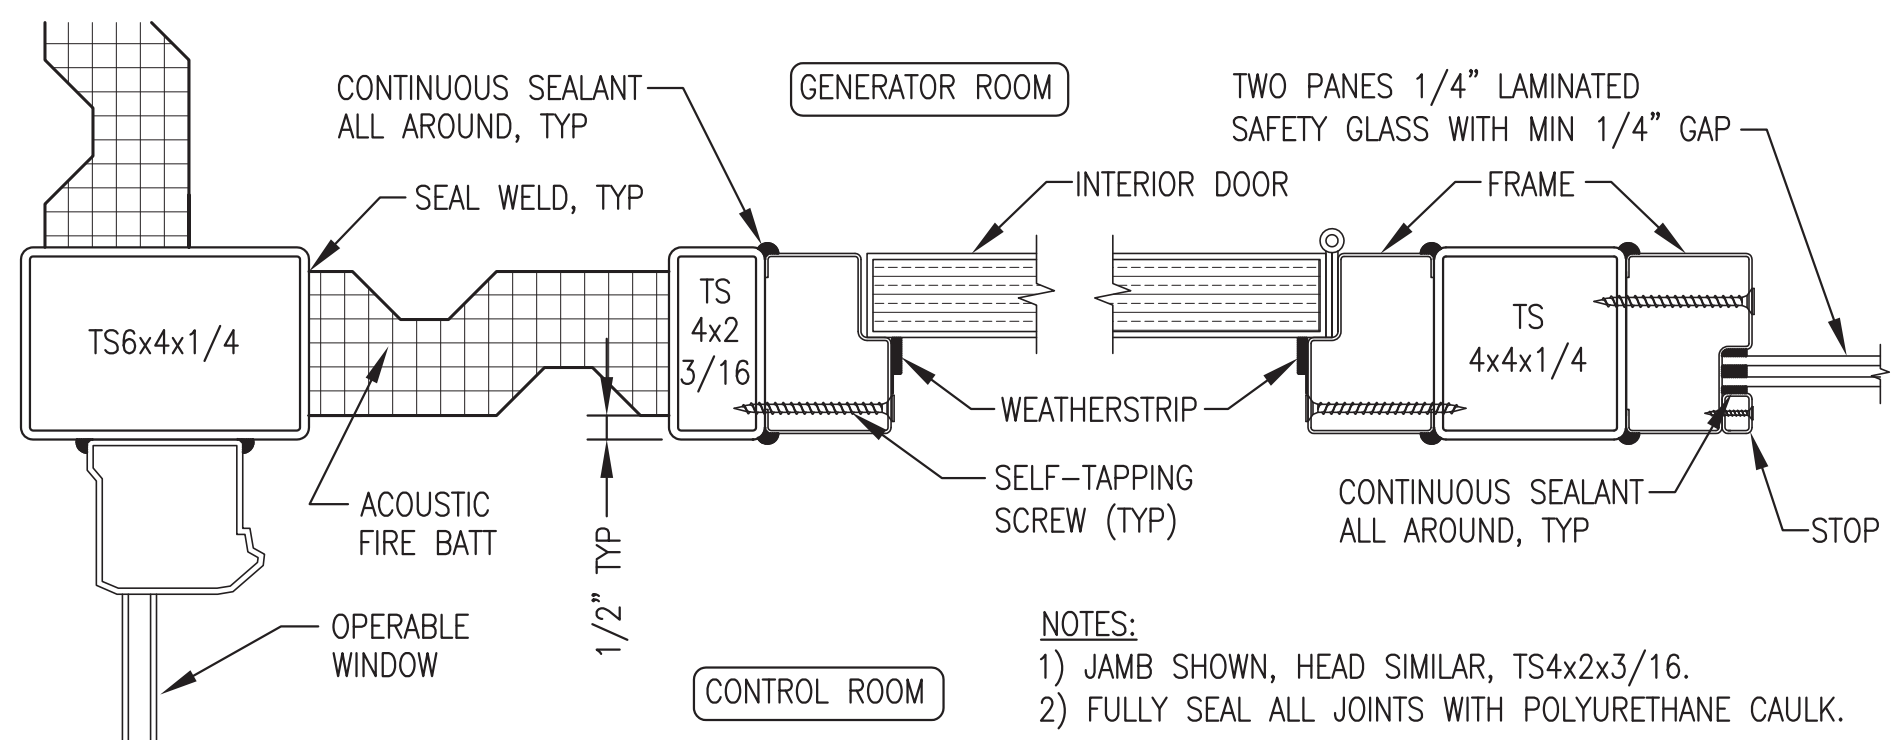 CONTINUOUS SEALANT
ALL AROUND, TYP
GENERATOR ROOM
TWO PANES 1/4" LAMINATED
SAFETY GLASS WITH MIN 1/4" GAP
SEAL WELD, TYP
INTERIOR DOOR
FRAME
TS6x4x1/4
TS
4x2
3/16
TS
4x4x1/4
WEATHERSTRIP
ACOUSTIC
FIRE BATT
1/2" TYP
SELF-TAPPING
SCREW (TYP)
CONTINUOUS SEALANT
ALL AROUND, TYP
STOP
OPERABLE
WINDOW
CONTROL ROOM
NOTES:
1) JAMB SHOWN, HEAD SIMILAR, TS4x2x3/16.
2) FULLY SEAL ALL JOINTS WITH POLYURETHANE CAULK.